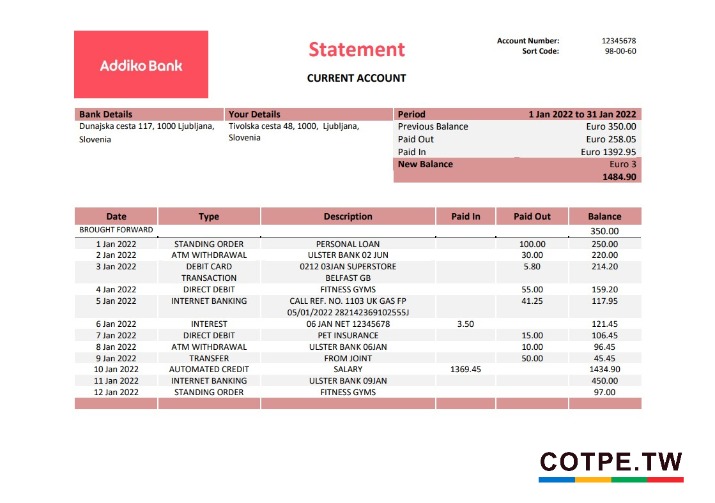 Addiko Bank
Statement
CURRENT ACCOUNT
Account Number: 12345678
Sort Code: 98-00-60
Bank Details Your Details Period 1 Jan 2022 to 31 Jan 2022
Dunajska cesta 117, 1000 Ljubljana, Tivolska cesta 48, 1000, Ljubljana, Previous Balance Euro 350.00
Slovenia Slovenia Paid Out Euro 258.05
Paid In Euro 1392.95
New Balance Euro 3
1484.90
Date Type Description Paid In Paid Out Balance
BROUGHT FORWARD 350.00
1 Jan 2022 STANDING ORDER PERSONAL LOAN 100.00 250.00
2 Jan 2022 ATM WITHDRAWAL ULSTER BANK 02 JUN 30.00 220.00
3 Jan 2022 DEBIT CARD 0212 03JAN SUPERSTORE 5.80 214.20
TRANSACTION BELFAST GB
4 Jan 2022 DIRECT DEBIT FITNESS GYMS 55.00 159.20
5 Jan 2022 INTERNET BANKING CALL REF. NO. 1103 UK GAS FP 41.25 117.95
05/01/2022 282142369102555J
6 Jan 2022 INTEREST 06 JAN NET 12345678 3.50 121.45
7 Jan 2022 DIRECT DEBIT PET INSURANCE 15.00 106.45
8 Jan 2022 ATM WITHDRAWAL ULSTER BANK 06JAN 10.00 96.45
9 Jan 2022 TRANSFER FROM JOINT 50.00 45.45
10 Jan 2022 AUTOMATED CREDIT SALARY 1369.45 1434.90
11 Jan 2022 INTERNET BANKING ULSTER BANK 09JAN 450.00
12 Jan 2022 STANDING ORDER FITNESS GYMS 97.00
COTPE.TW